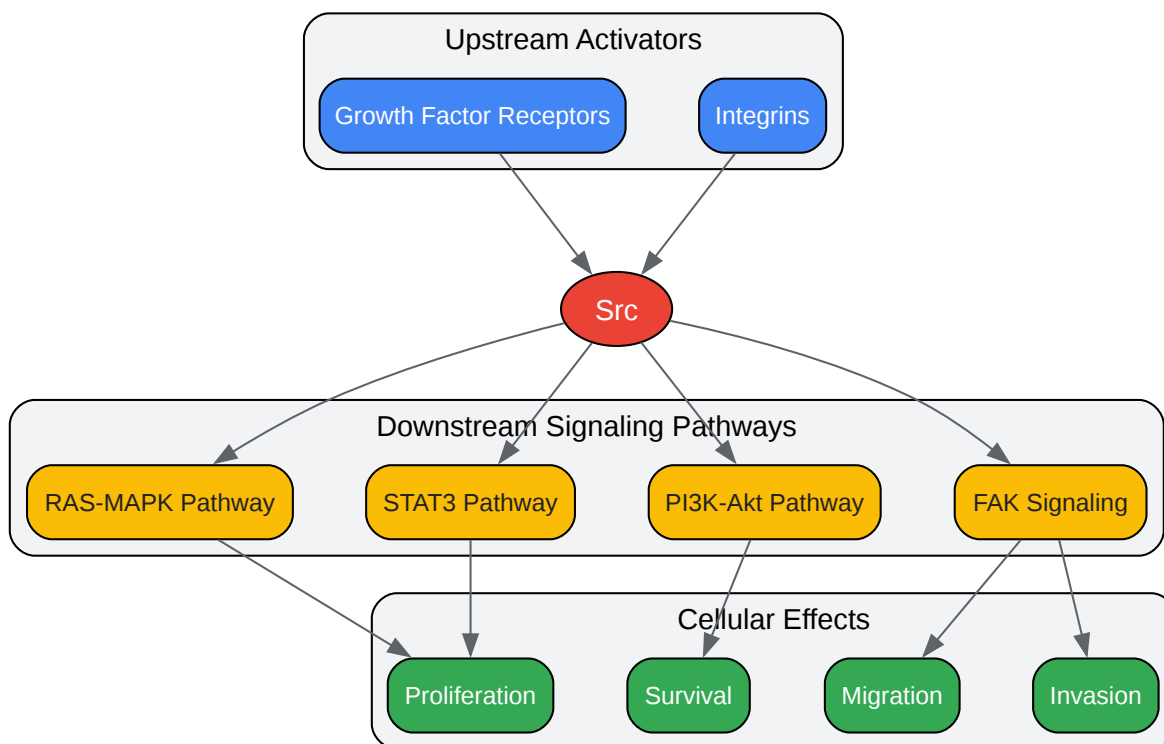 Upstream Activators
Growth Factor Receptors
Integrins
Src
Downstream Signaling Pathways
RAS-MAPK Pathway
STAT3 Pathway
PI3K-Akt Pathway
FAK Signaling
Cellular Effects
Proliferation
Survival
Migration
Invasion